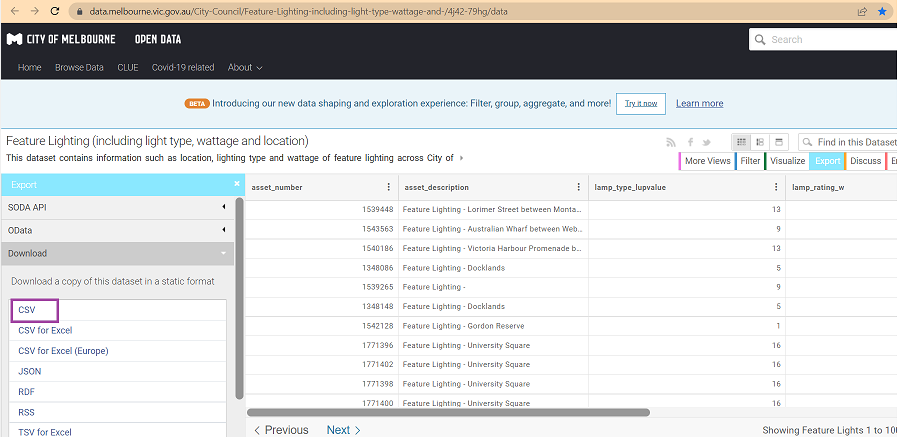 data.melbourne.vic.gov.au/City-Council/Feature-Lighting-including-light-type-wattage-and-/4j42-79hg/data
CITY OF MELBOURNE OPEN DATA Search
Home Browse Data CLUE Covid-19 related About
BETA Introducing our new data shaping and exploration experience: Filter, group, aggregate, and more! Try it now Learn more
Feature Lighting (including light type, wattage and location) Find in this Dataset
This dataset contains information such as location, lighting type and wattage of feature lighting across City of
More Views Filter Visualize Export Discuss
Export ×
asset_number asset_description lamp_type_lupvalue lamp_rating_w
SODA API
OData
Download
Download a copy of this dataset in a static format
CSV
CSV for Excel
CSV for Excel (Europe)
JSON
RDF
RSS
TSV for Excel
1539448 Feature Lighting - Lorimer Street between Monta... 13
1543563 Feature Lighting - Australian Wharf between Web... 9
1540186 Feature Lighting - Victoria Harbour Promenade b... 13
1348086 Feature Lighting - Docklands 5
1539265 Feature Lighting - 9
1348148 Feature Lighting - Docklands 5
1542128 Feature Lighting - Gordon Reserve 1
1771396 Feature Lighting - University Square 16
1771402 Feature Lighting - University Square 16
1771398 Feature Lighting - University Square 16
1771400 Feature Lighting - University Square 16
< Previous Next > Showing Feature Lights 1 to 100